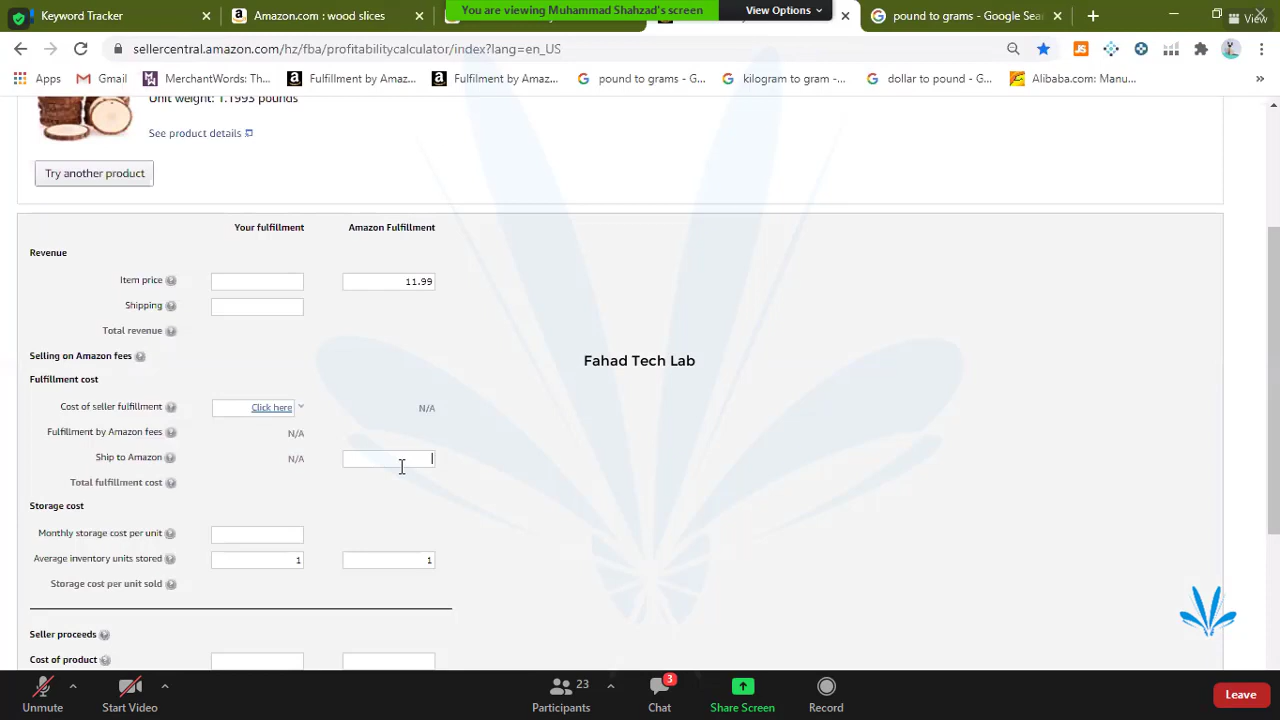 Keyword Tracker
Amazon.com : wood slices
You are viewing Muhammad Shahzad's screen
View Options
pound to grams - Google Sea
View
sellercentral.amazon.com/hz/fba/profitabilitycalculator/index?lang=en_US
Apps
Gmail
MerchantWords: Th...
Fulfillment by Amaz...
Fulfilment by Amaz...
pound to grams - G...
kilogram to gram -...
dollar to pound - G...
Alibaba.com: Manu...
Unit weight: 1.1993 pounds
See product details
Try another product
Your fulfillment Amazon Fulfillment
Revenue
Item price 11.99
Shipping
Total revenue
Selling on Amazon fees
Fulfillment cost
Cost of seller fulfillment Click here N/A
Fulfillment by Amazon fees N/A
Ship to Amazon N/A
Total fulfillment cost
Storage cost
Monthly storage cost per unit
Average inventory units stored 1 1
Storage cost per unit sold
Seller proceeds
Cost of product
Fahad Tech Lab
Unmute
Start Video
23
Participants
3
Chat
Share Screen
Record
Leave